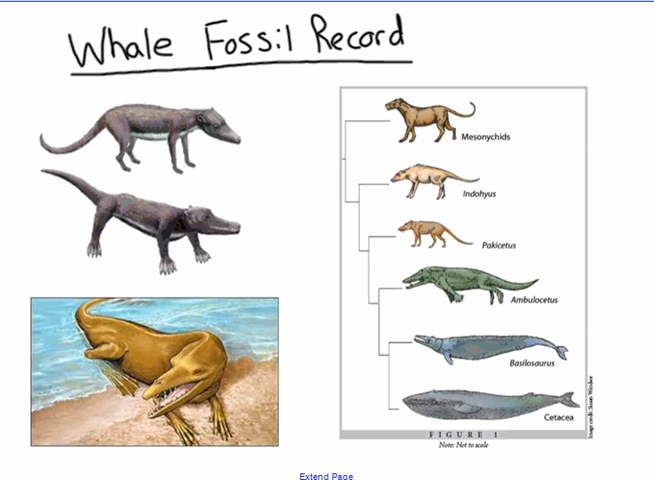 Whale Fossil Record
Mesonychids
Indohyus
Pakicetus
Ambulocetus
Basilosaurus
Cetacea
FIGURE 1
Note: Not to scale
Extend Page